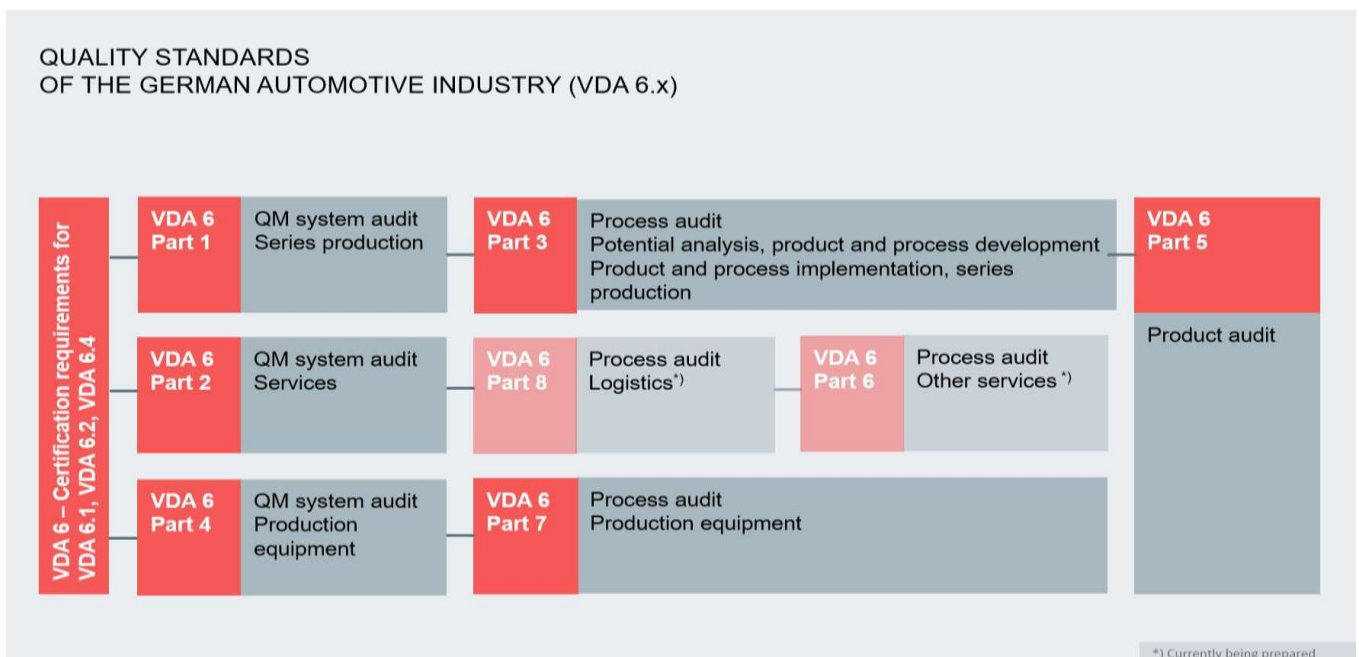 QUALITY STANDARDS
OF THE GERMAN AUTOMOTIVE INDUSTRY (VDA 6.x)
VDA 6 – Certification requirements for
VDA 6.1, VDA 6.2, VDA 6.4
VDA 6
Part 1
QM system audit
Series production
VDA 6
Part 3
Process audit
Potential analysis, product and process development
Product and process implementation, series
production
VDA 6
Part 5
Product audit
VDA 6
Part 2
QM system audit
Services
VDA 6
Part 8
Process audit
Logistics*)
VDA 6
Part 6
Process audit
Other services *)
VDA 6
Part 4
QM system audit
Production
equipment
VDA 6
Part 7
Process audit
Production equipment
*) Currently being prepared